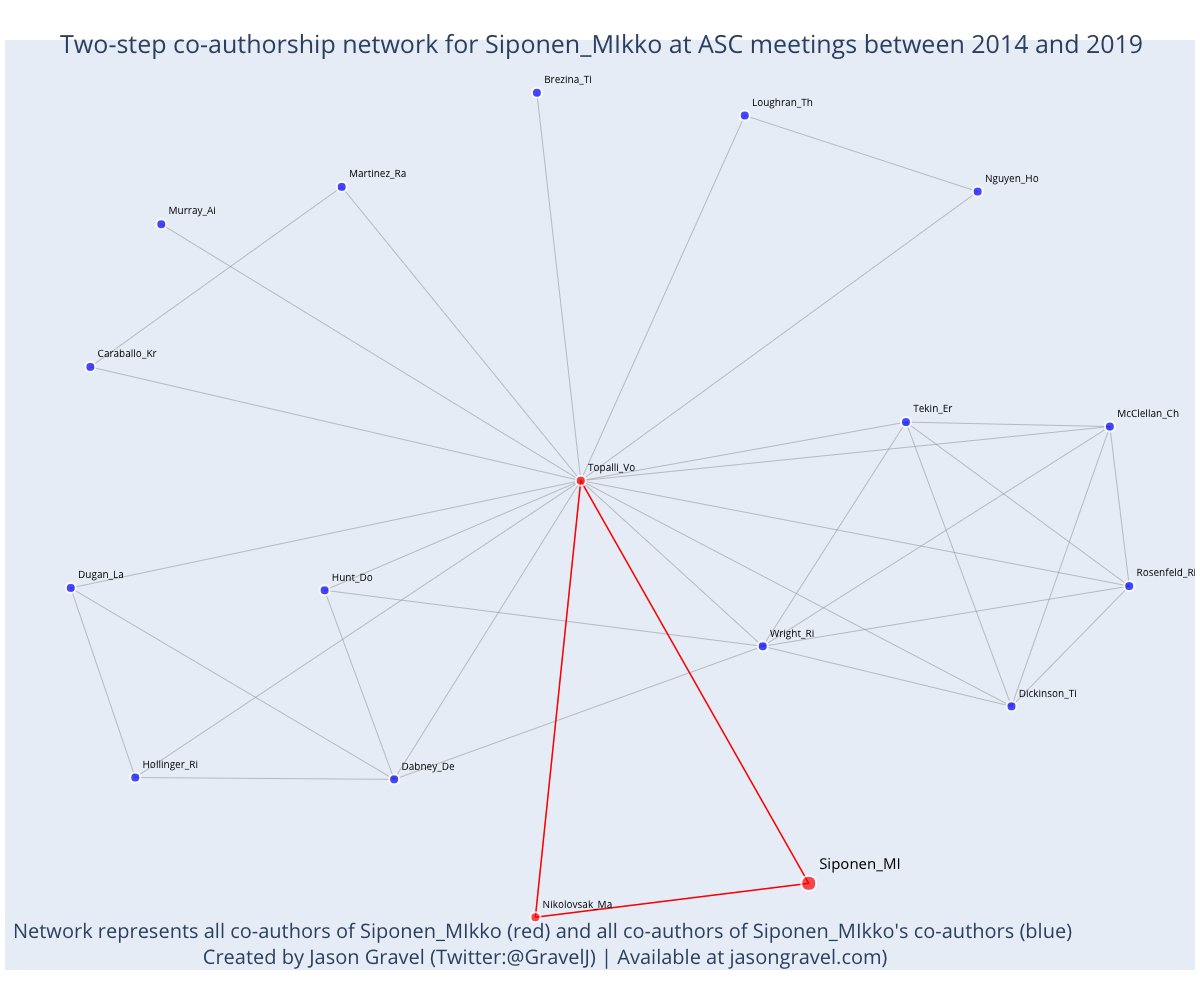 Two-step co-authorship network for Siponen_MIkko at ASC meetings between 2014 and 2019
Brezina_Ti
Loughran_Th
Martinez_Ra
Nguyen_Ho
Murray_Ai
Caraballo_Kr
Tekin_Er
McClellan_Ch
Topalli_Vo
Dugan_La
Hunt_Do
Rosenfeld_Ri
Wright_Ri
Dickinson_Ti
Hollinger_Ri
Dabney_De
Siponen_MI
Nikolovsak_Ma
Network represents all co-authors of Siponen_MIkko (red) and all co-authors of Siponen_MIkko's co-authors (blue)
Created by Jason Gravel (Twitter:@GravelJ) | Available at jasongravel.com)